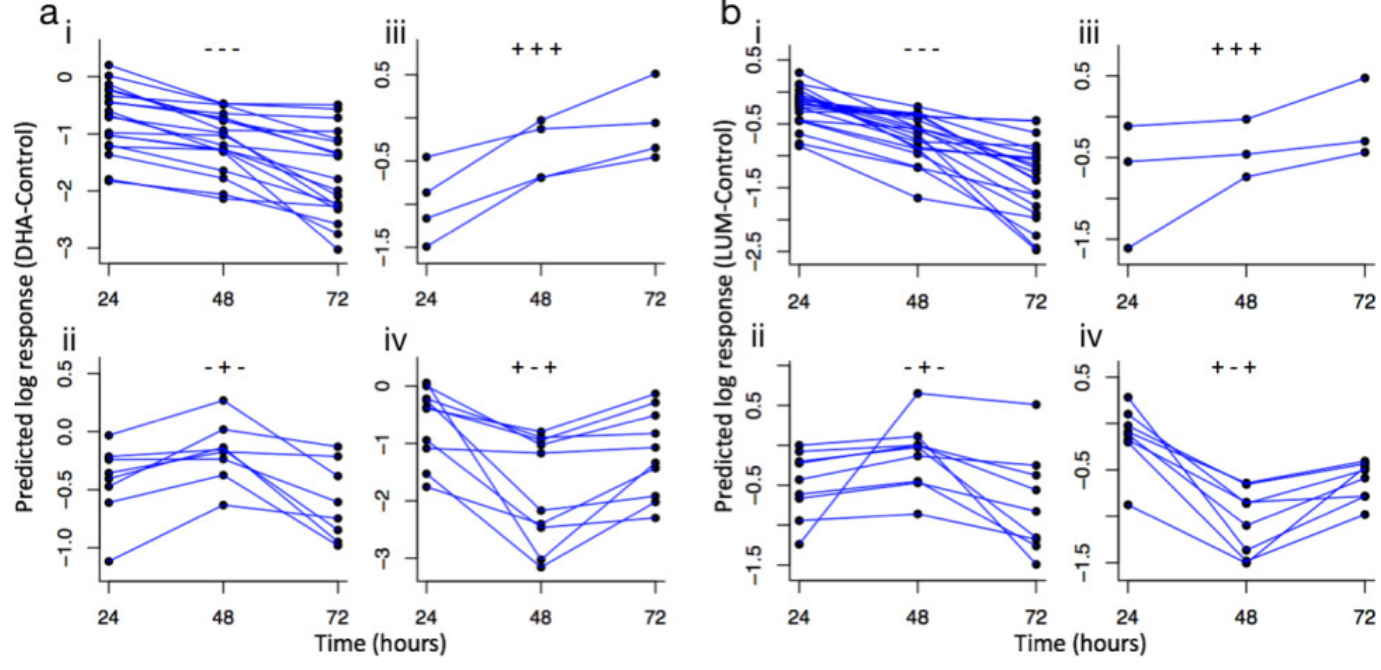 a
i
- - -
0
−1
−2
−3
24 48 72
iii
+ + +
0.5
−0.5
−1.5
24 48 72
ii
- + -
0.5
0.0
−0.5
−1.0
24 48 72
iv
+ - +
0
−1
−2
−3
24 48 72
Predicted log response (DHA-Control)
Time (hours)
b
i
- - -
0.5
−0.5
−1.5
−2.5
24 48 72
iii
+ + +
0.5
−0.5
−1.5
24 48 72
ii
- + -
0.5
−0.5
−1.5
24 48 72
iv
+ - +
0.5
−0.5
−1.5
24 48 72
Predicted log response (LUM-Control)
Time (hours)